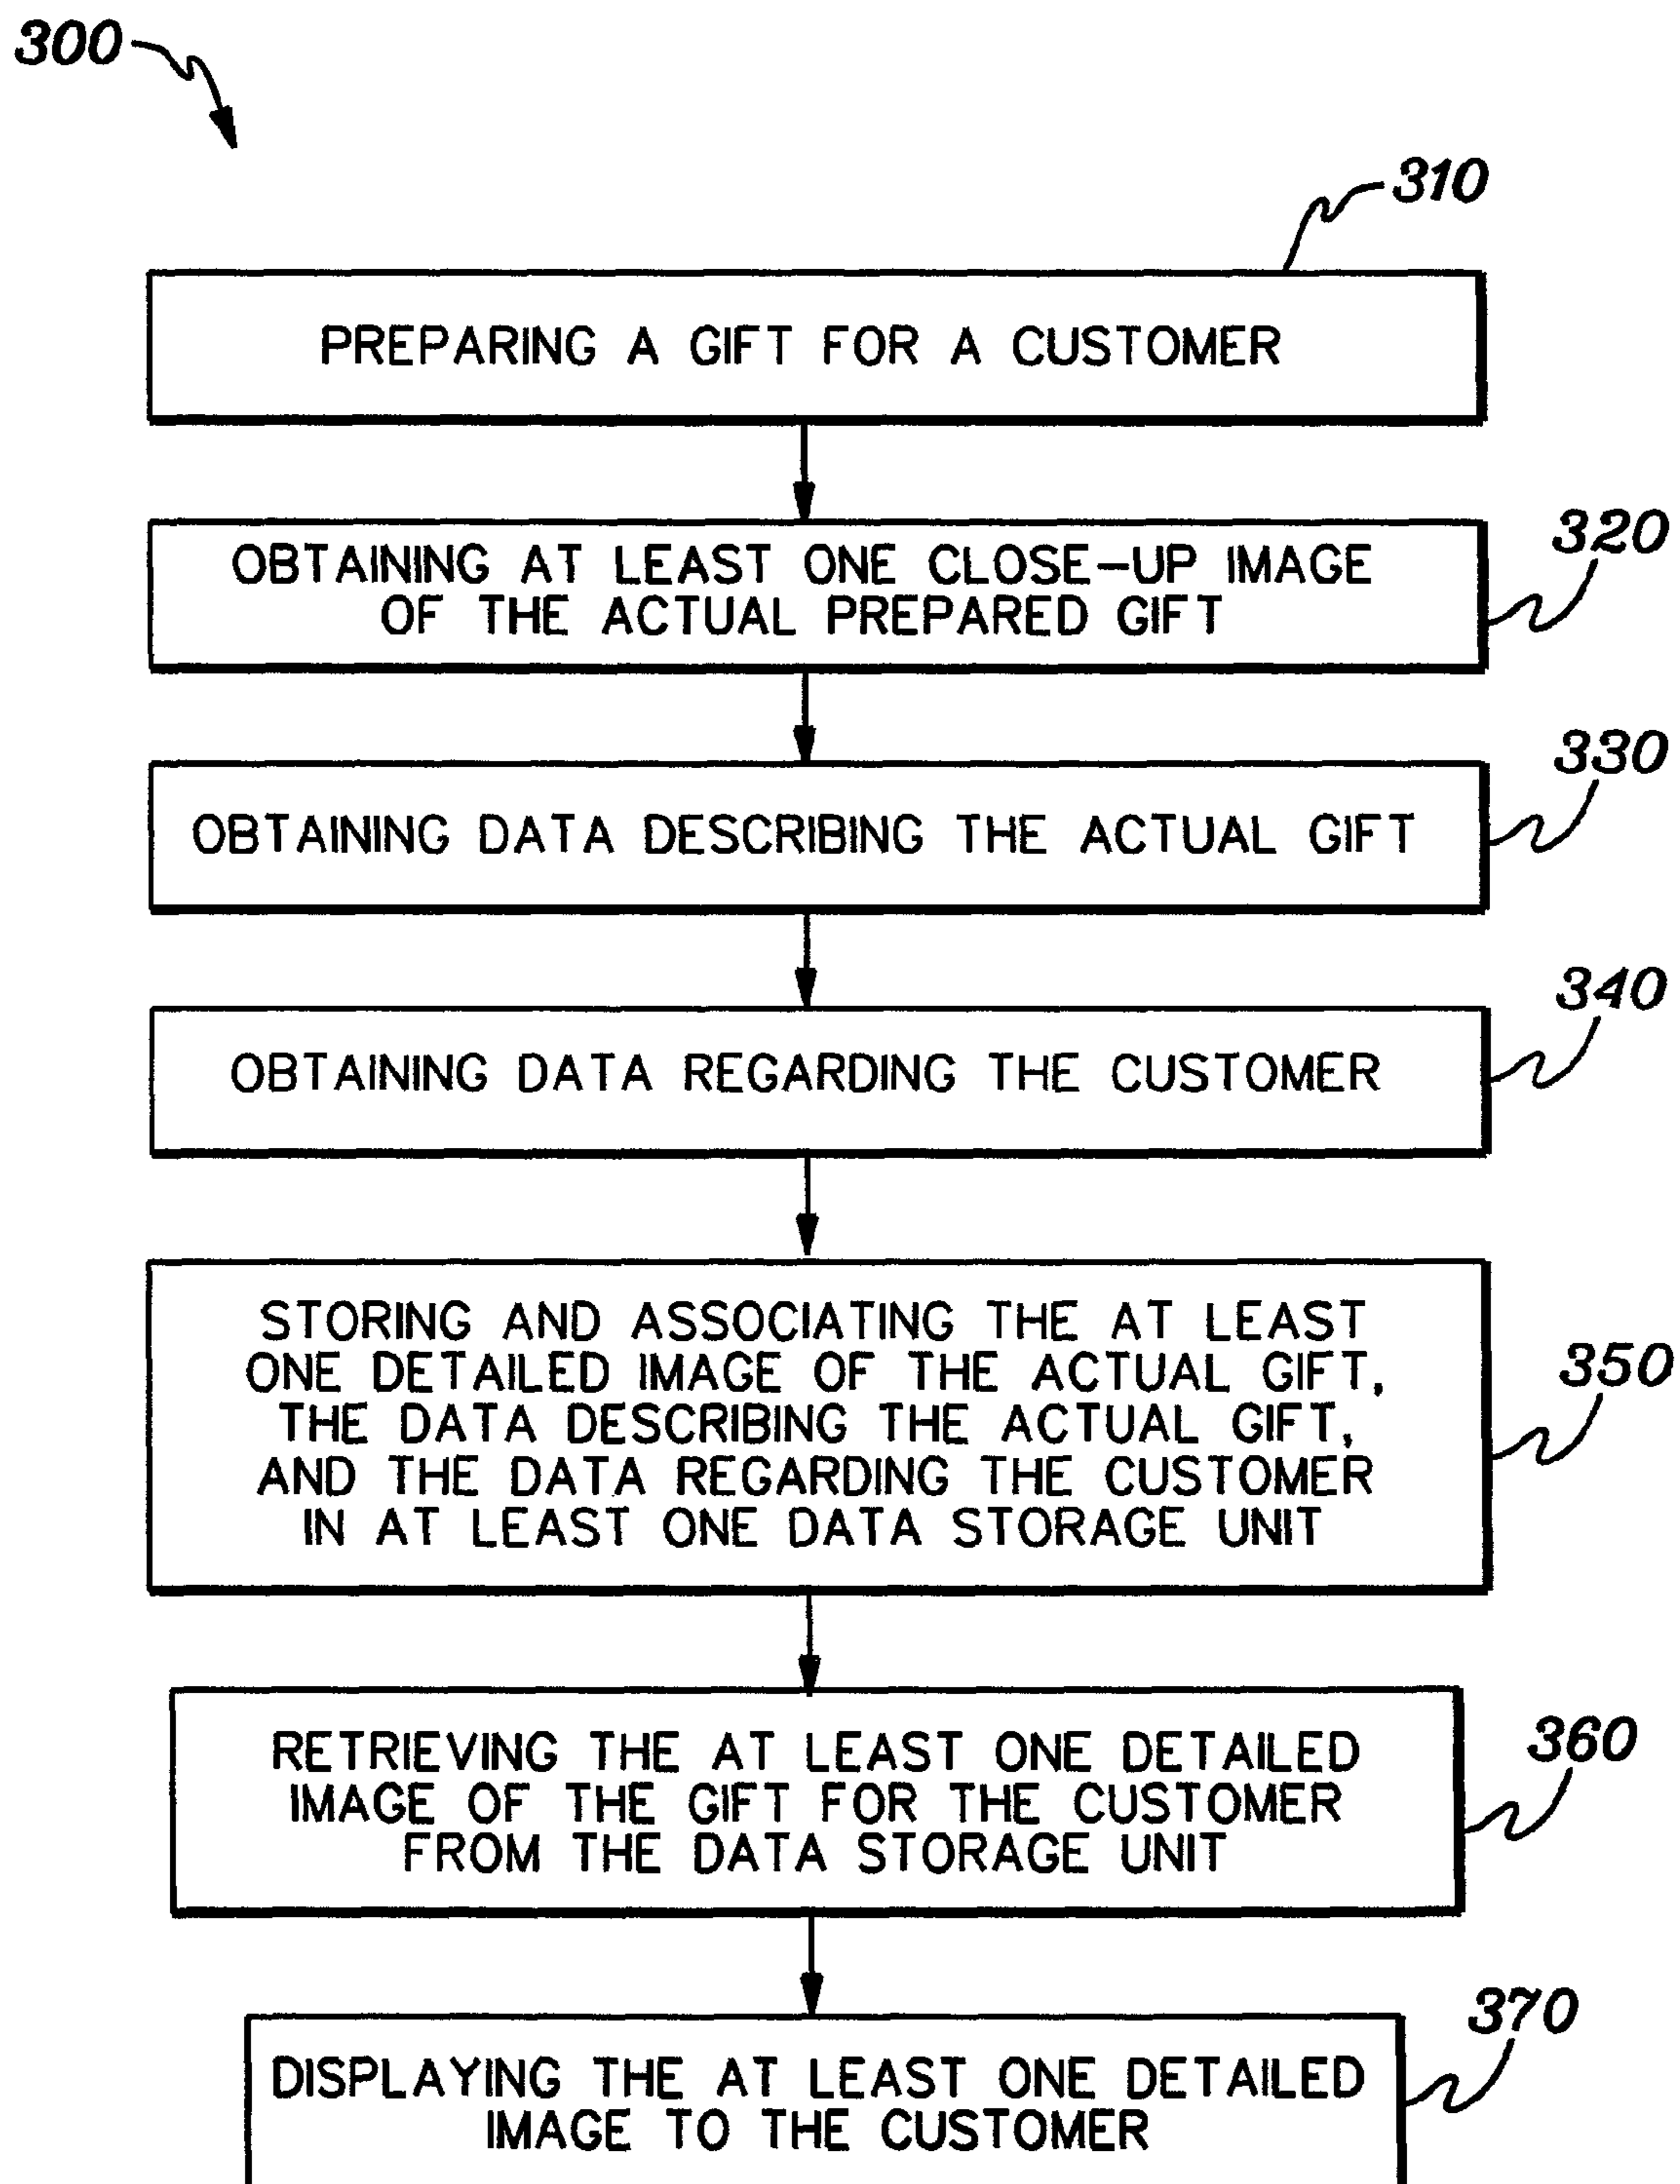 300
310
PREPARING A GIFT FOR A CUSTOMER
320
OBTAINING AT LEAST ONE CLOSE-UP IMAGE
OF THE ACTUAL PREPARED GIFT
330
OBTAINING DATA DESCRIBING THE ACTUAL GIFT
340
OBTAINING DATA REGARDING THE CUSTOMER
350
STORING AND ASSOCIATING THE AT LEAST
ONE DETAILED IMAGE OF THE ACTUAL GIFT,
THE DATA DESCRIBING THE ACTUAL GIFT,
AND THE DATA REGARDING THE CUSTOMER
IN AT LEAST ONE DATA STORAGE UNIT
360
RETRIEVING THE AT LEAST ONE DETAILED
IMAGE OF THE GIFT FOR THE CUSTOMER
FROM THE DATA STORAGE UNIT
370
DISPLAYING THE AT LEAST ONE DETAILED
IMAGE TO THE CUSTOMER